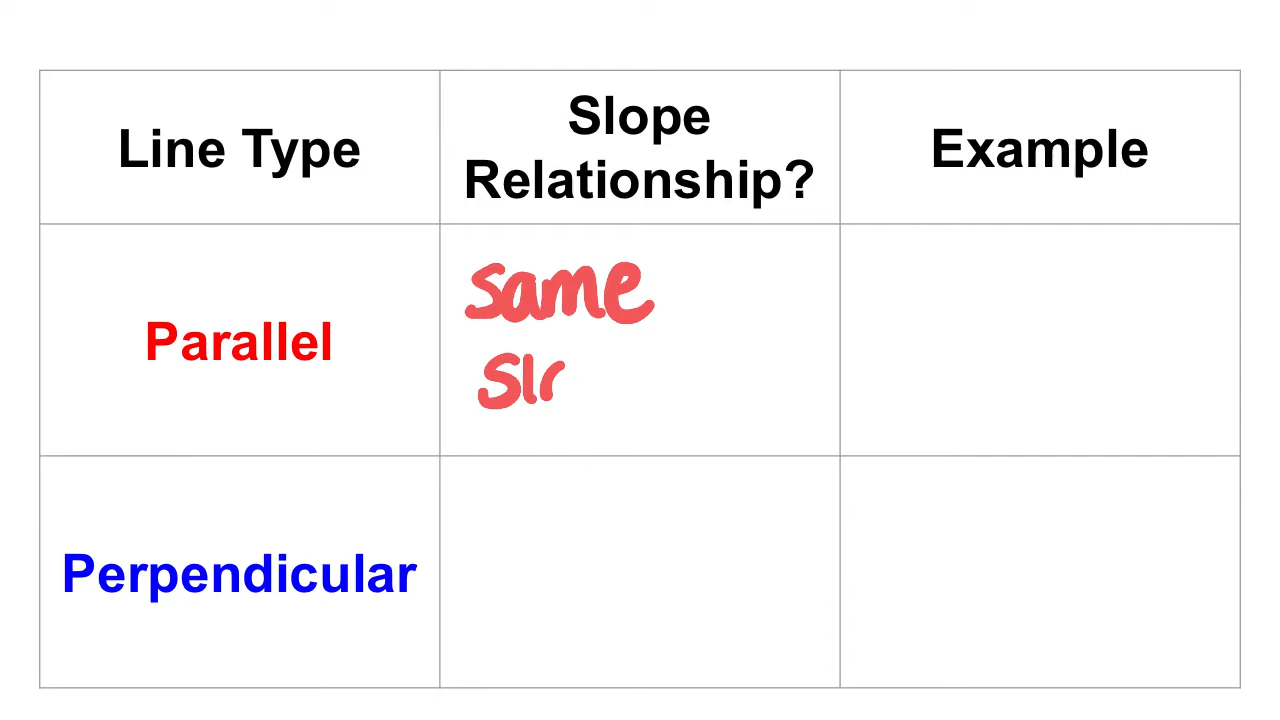 Line Type
Slope
Relationship?
Example
Parallel
same
Perpendicular